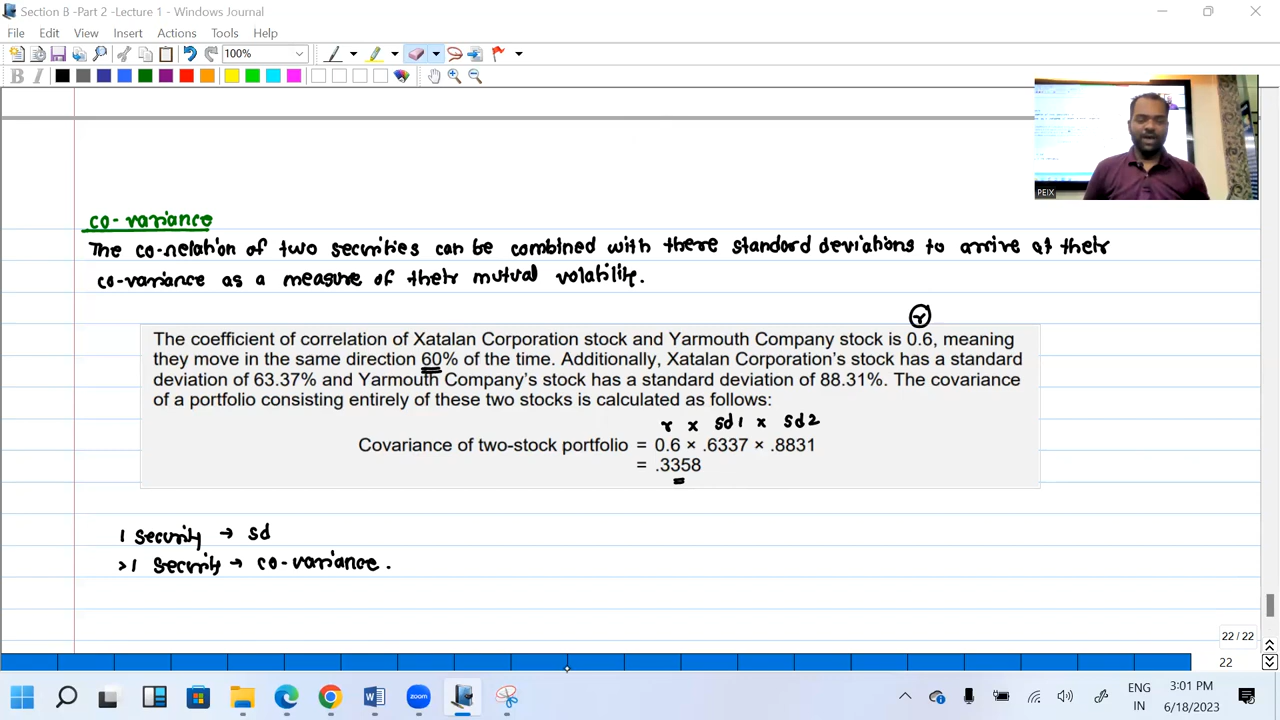 Section B -Part 2 -Lecture 1 - Windows Journal
File Edit View Insert Actions Tools Help
100%
B I
PEIX
co-variance
The co-relation of two securities can be combined with there standard deviations to arrive at their
co-variance as a measure of their mutual volatility.
r
The coefficient of correlation of Xatalan Corporation stock and Yarmouth Company stock is 0.6, meaning
they move in the same direction 60% of the time. Additionally, Xatalan Corporation's stock has a standard
deviation of 63.37% and Yarmouth Company's stock has a standard deviation of 88.31%. The covariance
of a portfolio consisting entirely of these two stocks is calculated as follows:
r x sd1 x sd2
Covariance of two-stock portfolio = 0.6 × .6337 × .8831
= .3358
1 security → sd
>1 security → co-variance.
22 / 22
22
zoom
ENG
IN
3:01 PM
6/18/2023